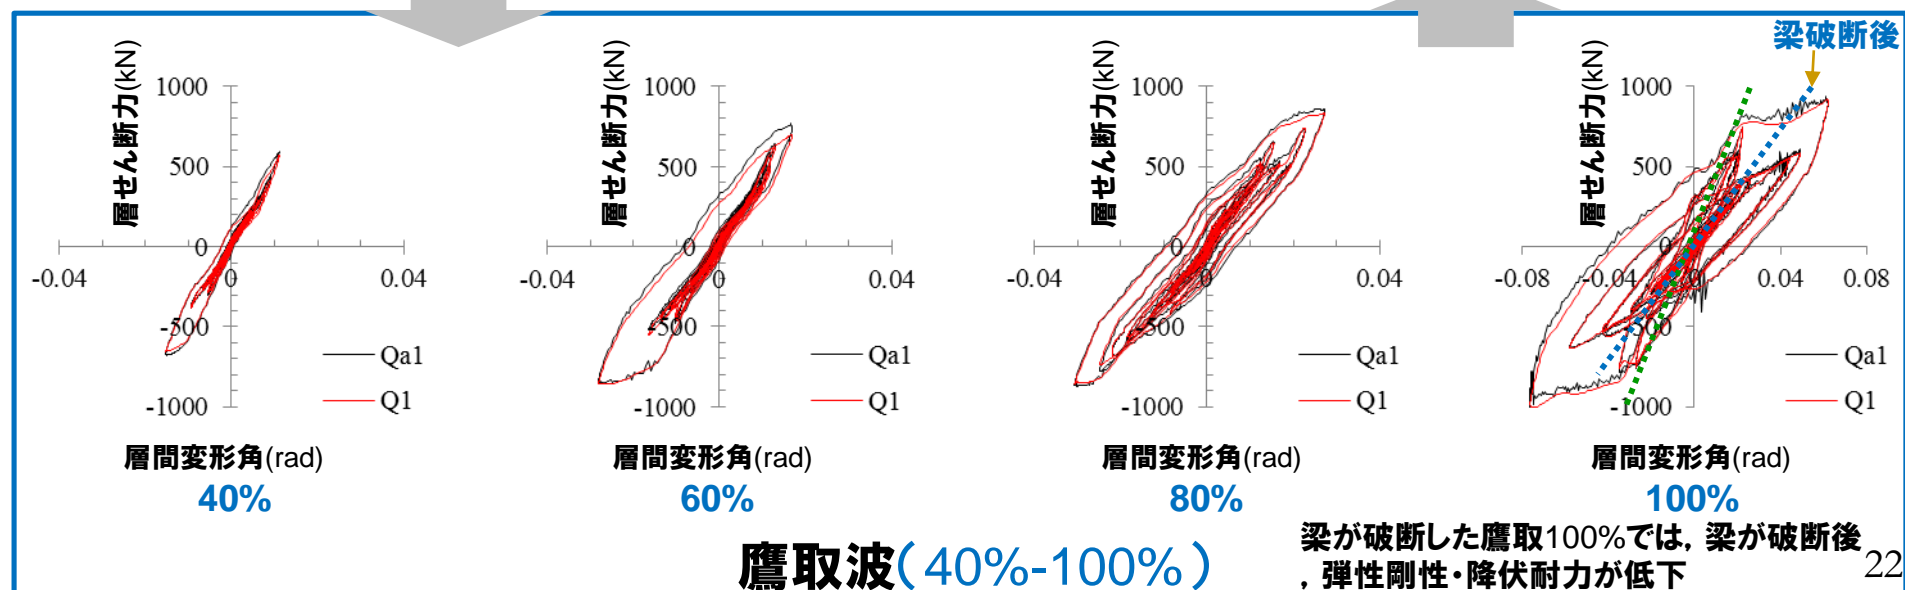 梁破断後
層せん断力(kN)
1000
500
0
-500
-1000
-0.04
0
0.04
Qa1
Q1
層間変形角(rad)
40%
層せん断力(kN)
1000
500
0
-500
-1000
-0.04
0
0.04
Qa1
Q1
層間変形角(rad)
60%
層せん断力(kN)
1000
500
0
-500
-1000
-0.04
0
0.04
Qa1
Q1
層間変形角(rad)
80%
層せん断力(kN)
1000
500
0
-500
-1000
-0.08
-0.04
0
0.04
0.08
Qa1
Q1
層間変形角(rad)
100%
鷹取波(40%-100%)
梁が破断した鷹取100%では, 梁が破断後
, 弾性剛性・降伏耐力が低下
22